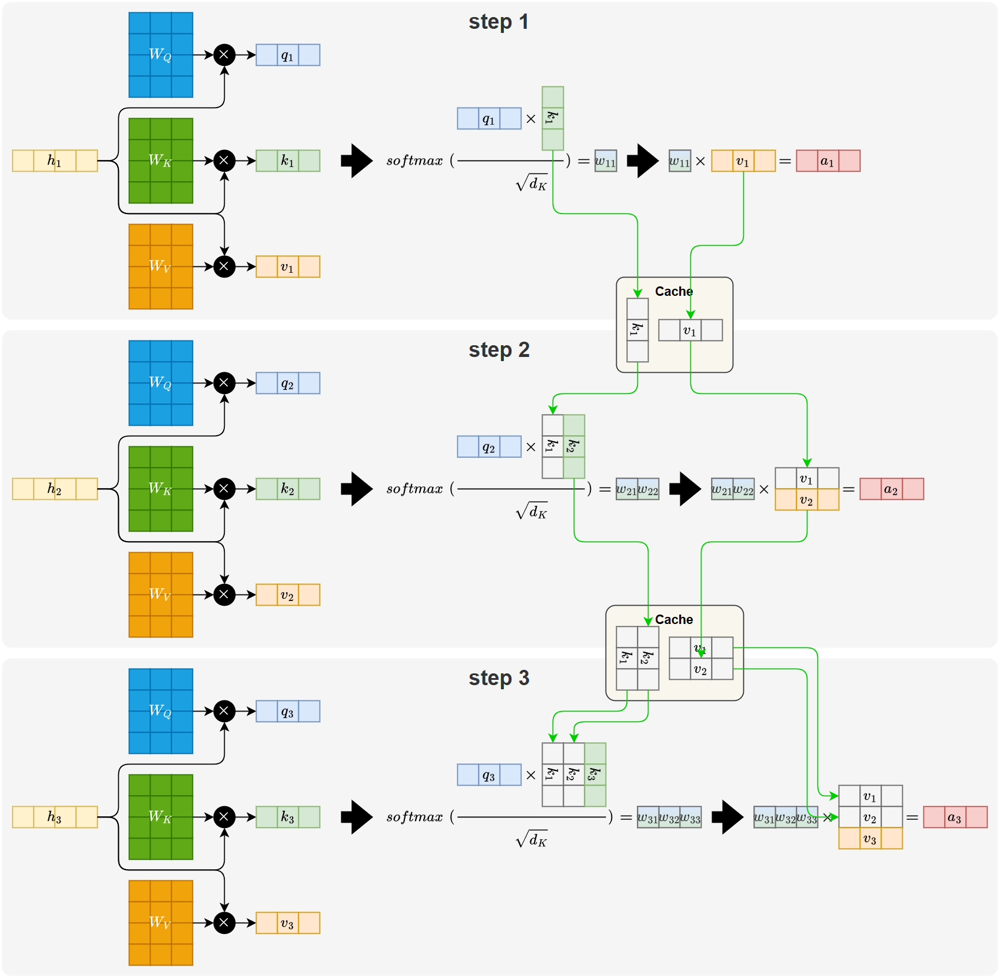 step 1
W_Q × q_1
q_1 × k_1
h_1 W_K × k_1 softmax ( ) = w_11 w_11 × v_1 = a_1
√d_K
W_V × v_1
Cache
k_1 v_1
step 2
W_Q × q_2
q_2 × k_1 k_2
h_2 W_K × k_2 softmax ( ) = w_21 w_22 w_21 w_22 × v_1 v_2 = a_2
√d_K
W_V × v_2
Cache
k_1 k_2 v_1
v_2
step 3
W_Q × q_3
q_3 × k_1 k_2 k_3
h_3 W_K × k_3 softmax ( ) = w_31 w_32 w_33 w_31 w_32 w_33 × v_1 v_2 v_3 = a_3
√d_K
W_V × v_3